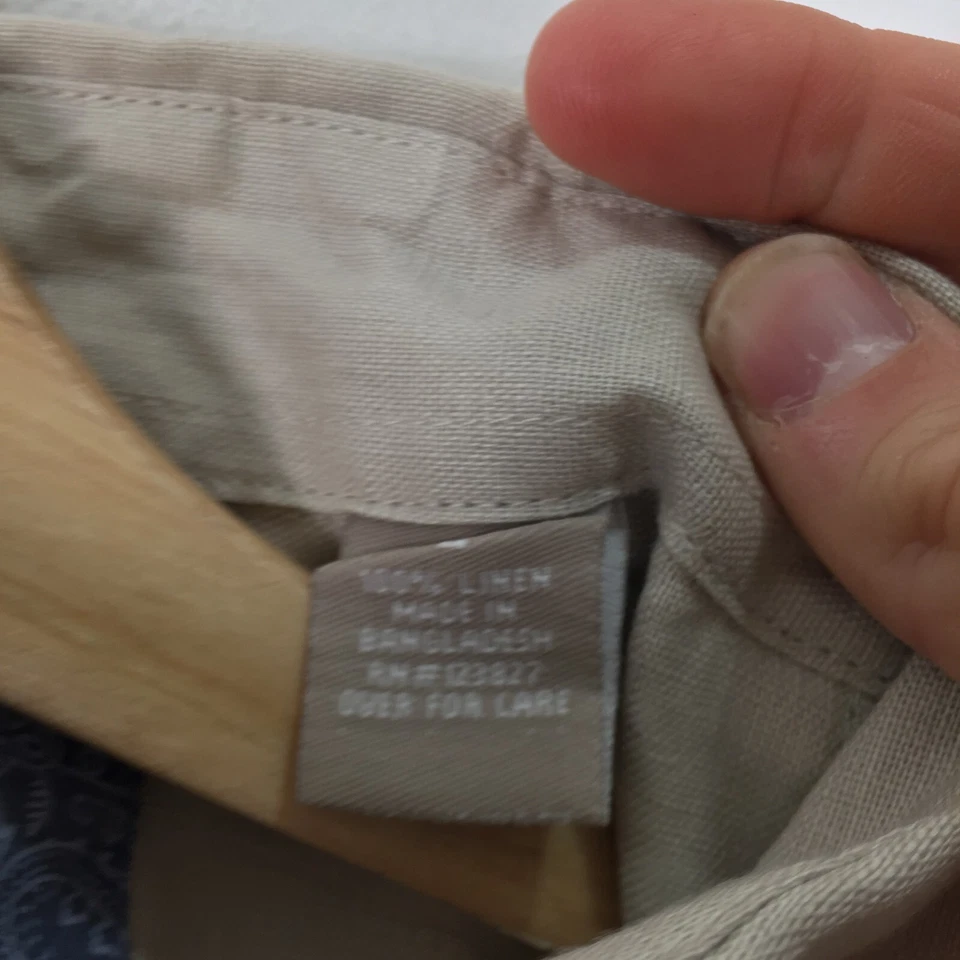 100% LINEN
MADE IN
BANGLADESH
RN#123827
OVER FOR CARE